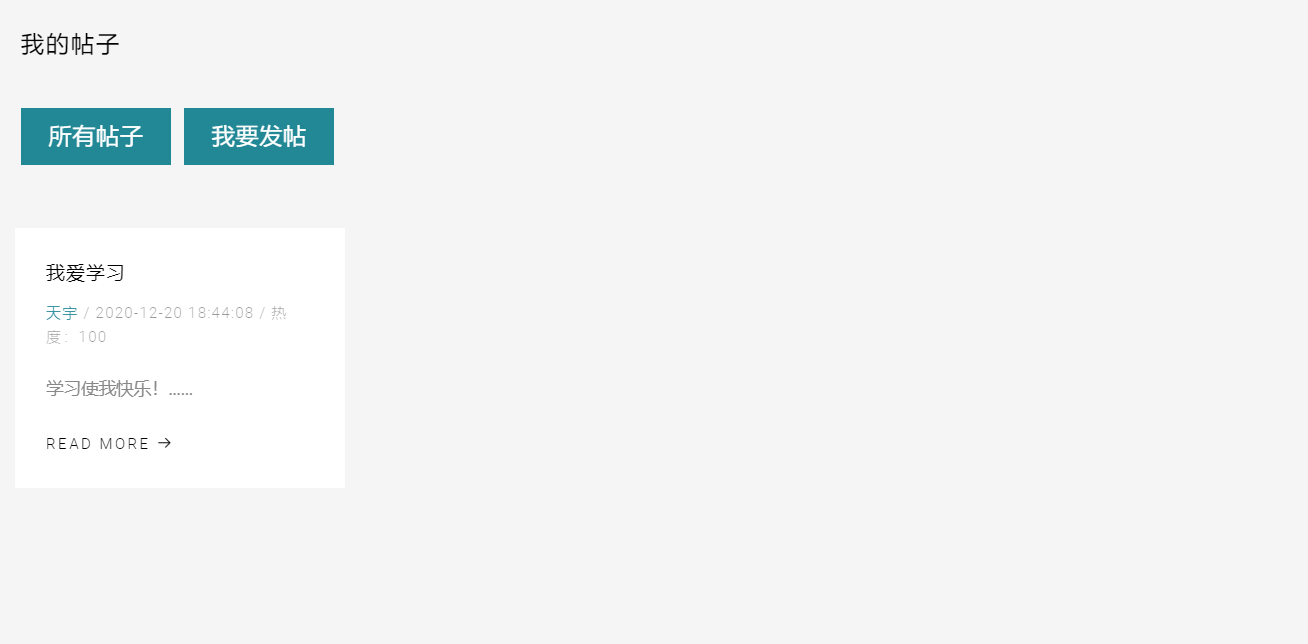 我的帖子
所有帖子 我要发帖
我爱学习
天宇 / 2020-12-20 18:44:08 / 热
度：100
学习使我快乐！......
READ MORE →